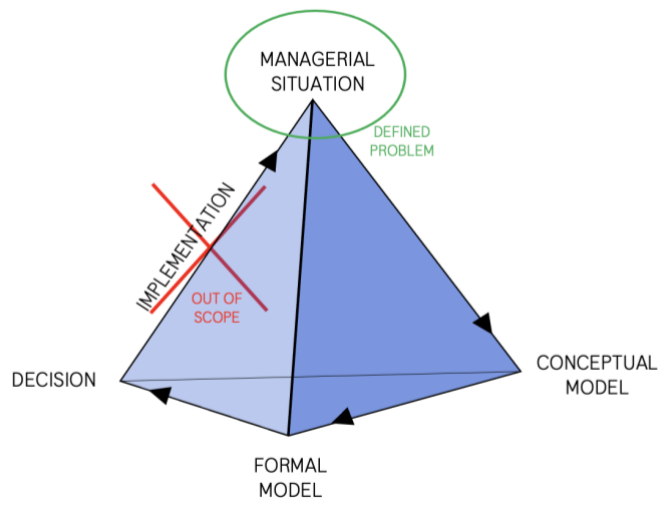 MANAGERIAL
SITUATION
DEFINED
PROBLEM
IMPLEMENTATION
OUT OF
SCOPE
DECISION
CONCEPTUAL
MODEL
FORMAL
MODEL